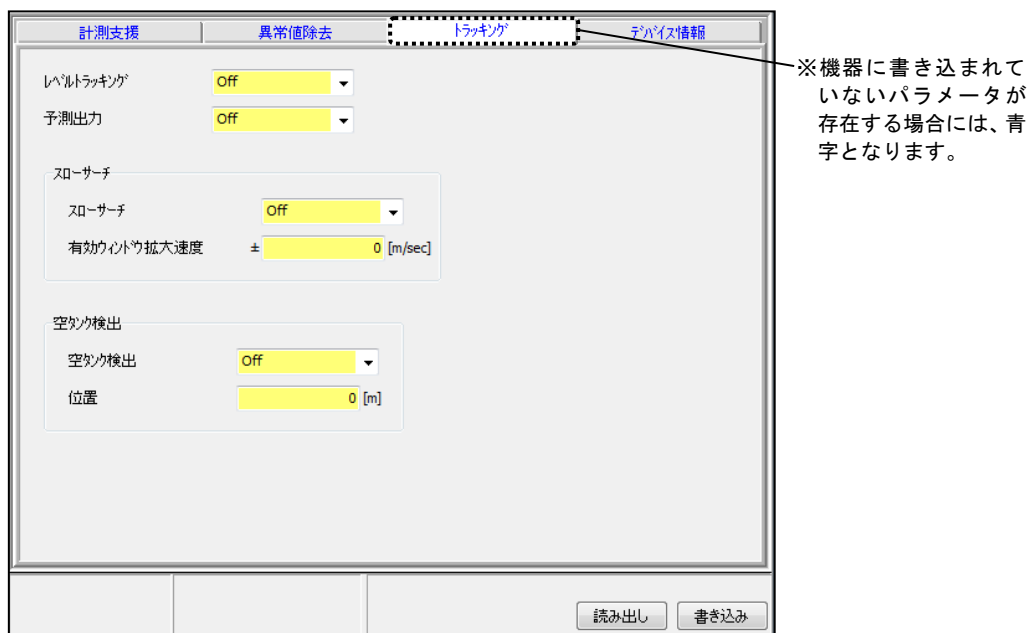 計測支援 異常値除去 ﾄﾗｯｷﾝｸﾞ ﾃﾞﾊﾞｲｽ情報
ﾚﾍﾞﾙﾄﾗｯｷﾝｸﾞ Off
予測出力 Off
ｽﾛｰｻｰﾁ
ｽﾛｰｻｰﾁ Off
有効ｳｨﾝﾄﾞｳ拡大速度 ± 0 [m/sec]
空ﾀﾝｸ検出
空ﾀﾝｸ検出 Off
位置 0 [m]
読み出し 書き込み
※機器に書き込まれて
いないパラメータが
存在する場合には、青
字となります。